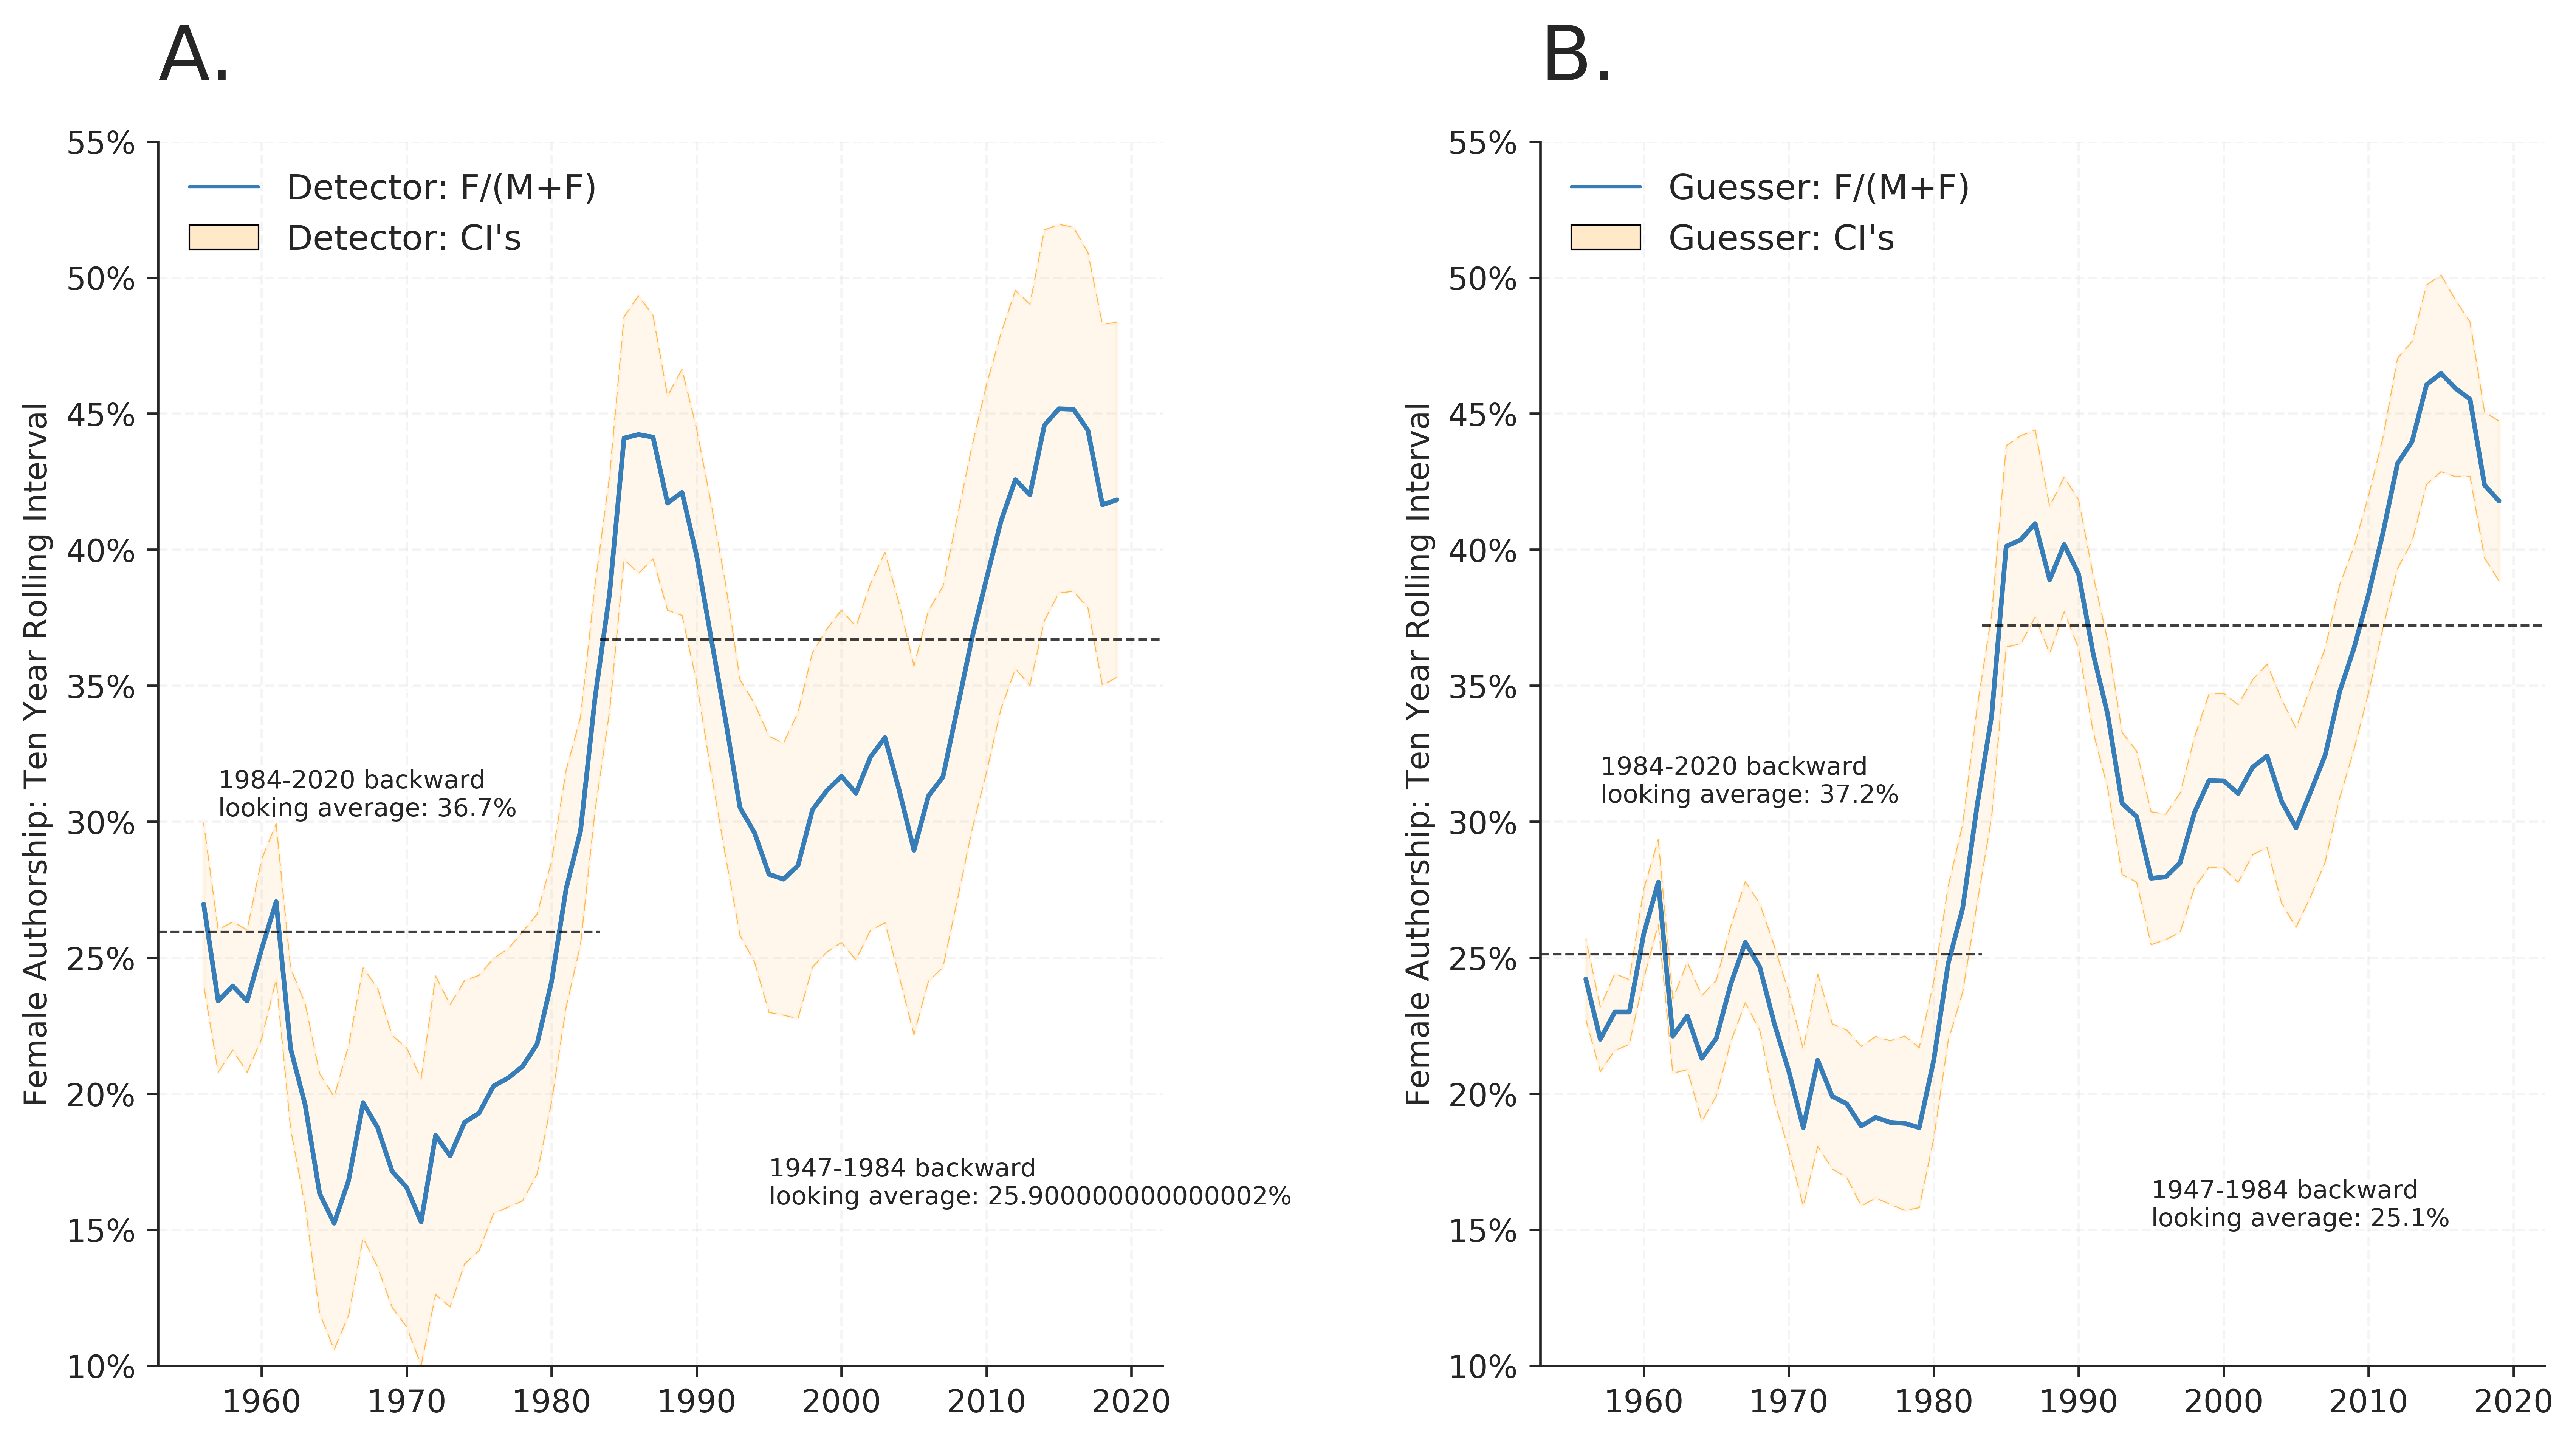 A.
Female Authorship: Ten Year Rolling Interval
55%
50%
45%
40%
35%
30%
25%
20%
15%
10%
Detector: F/(M+F)
Detector: CI's
1984-2020 backward
looking average: 36.7%
1947-1984 backward
looking average: 25.900000000000002%
1960 1970 1980 1990 2000 2010 2020
B.
Female Authorship: Ten Year Rolling Interval
55%
50%
45%
40%
35%
30%
25%
20%
15%
10%
Guesser: F/(M+F)
Guesser: CI's
1984-2020 backward
looking average: 37.2%
1947-1984 backward
looking average: 25.1%
1960 1970 1980 1990 2000 2010 2020